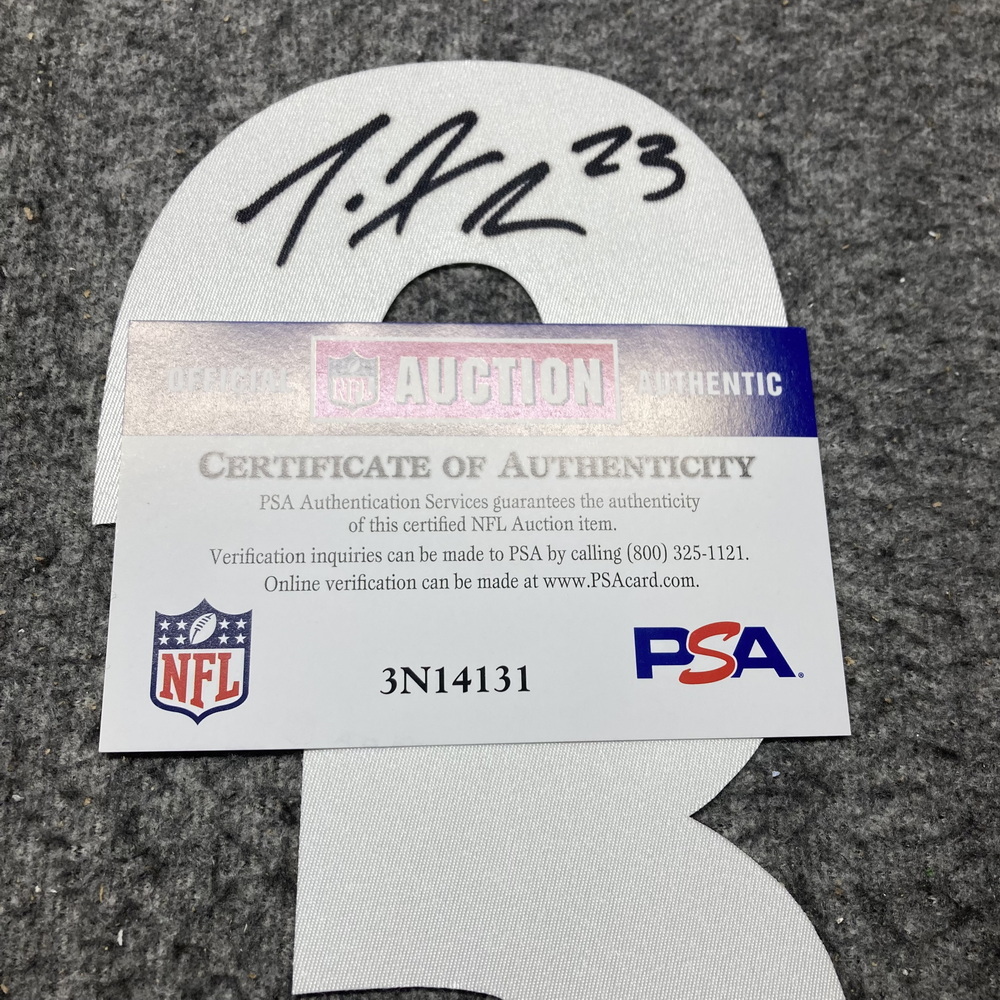 23
OFFICIAL NFL AUCTION AUTHENTIC
CERTIFICATE OF AUTHENTICITY
PSA Authentication Services guarantees the authenticity
of this certified NFL Auction item.
Verification inquiries can be made to PSA by calling (800) 325-1121.
Online verification can be made at www.PSAcard.com.
NFL
3N14131
PSA®